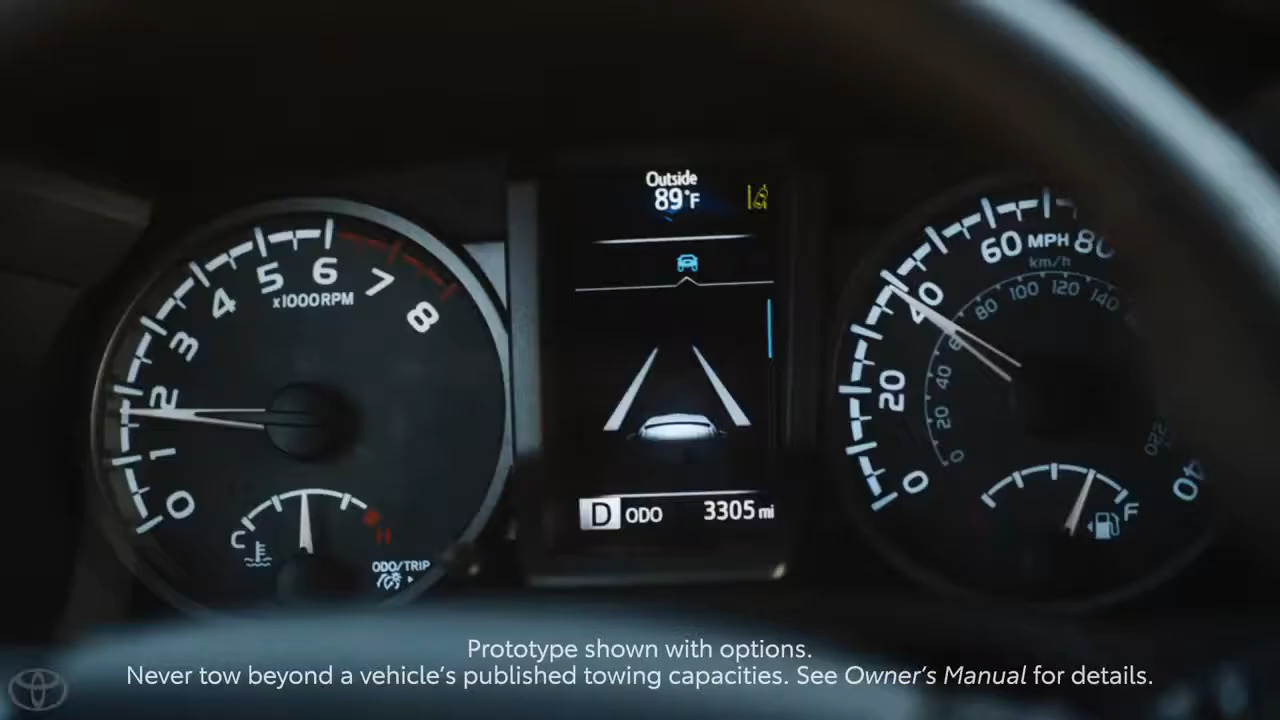 Outside
89°F
0
1
2
3
4
5
6
7
8
x1000RPM
C
H
ODO/TRIP
D ODO 3305 mi
0
20
40
60 MPH 80
km/h
0
20
40
80
100
120
140
220
F
Prototype shown with options.
Never tow beyond a vehicle's published towing capacities. See Owner's Manual for details.